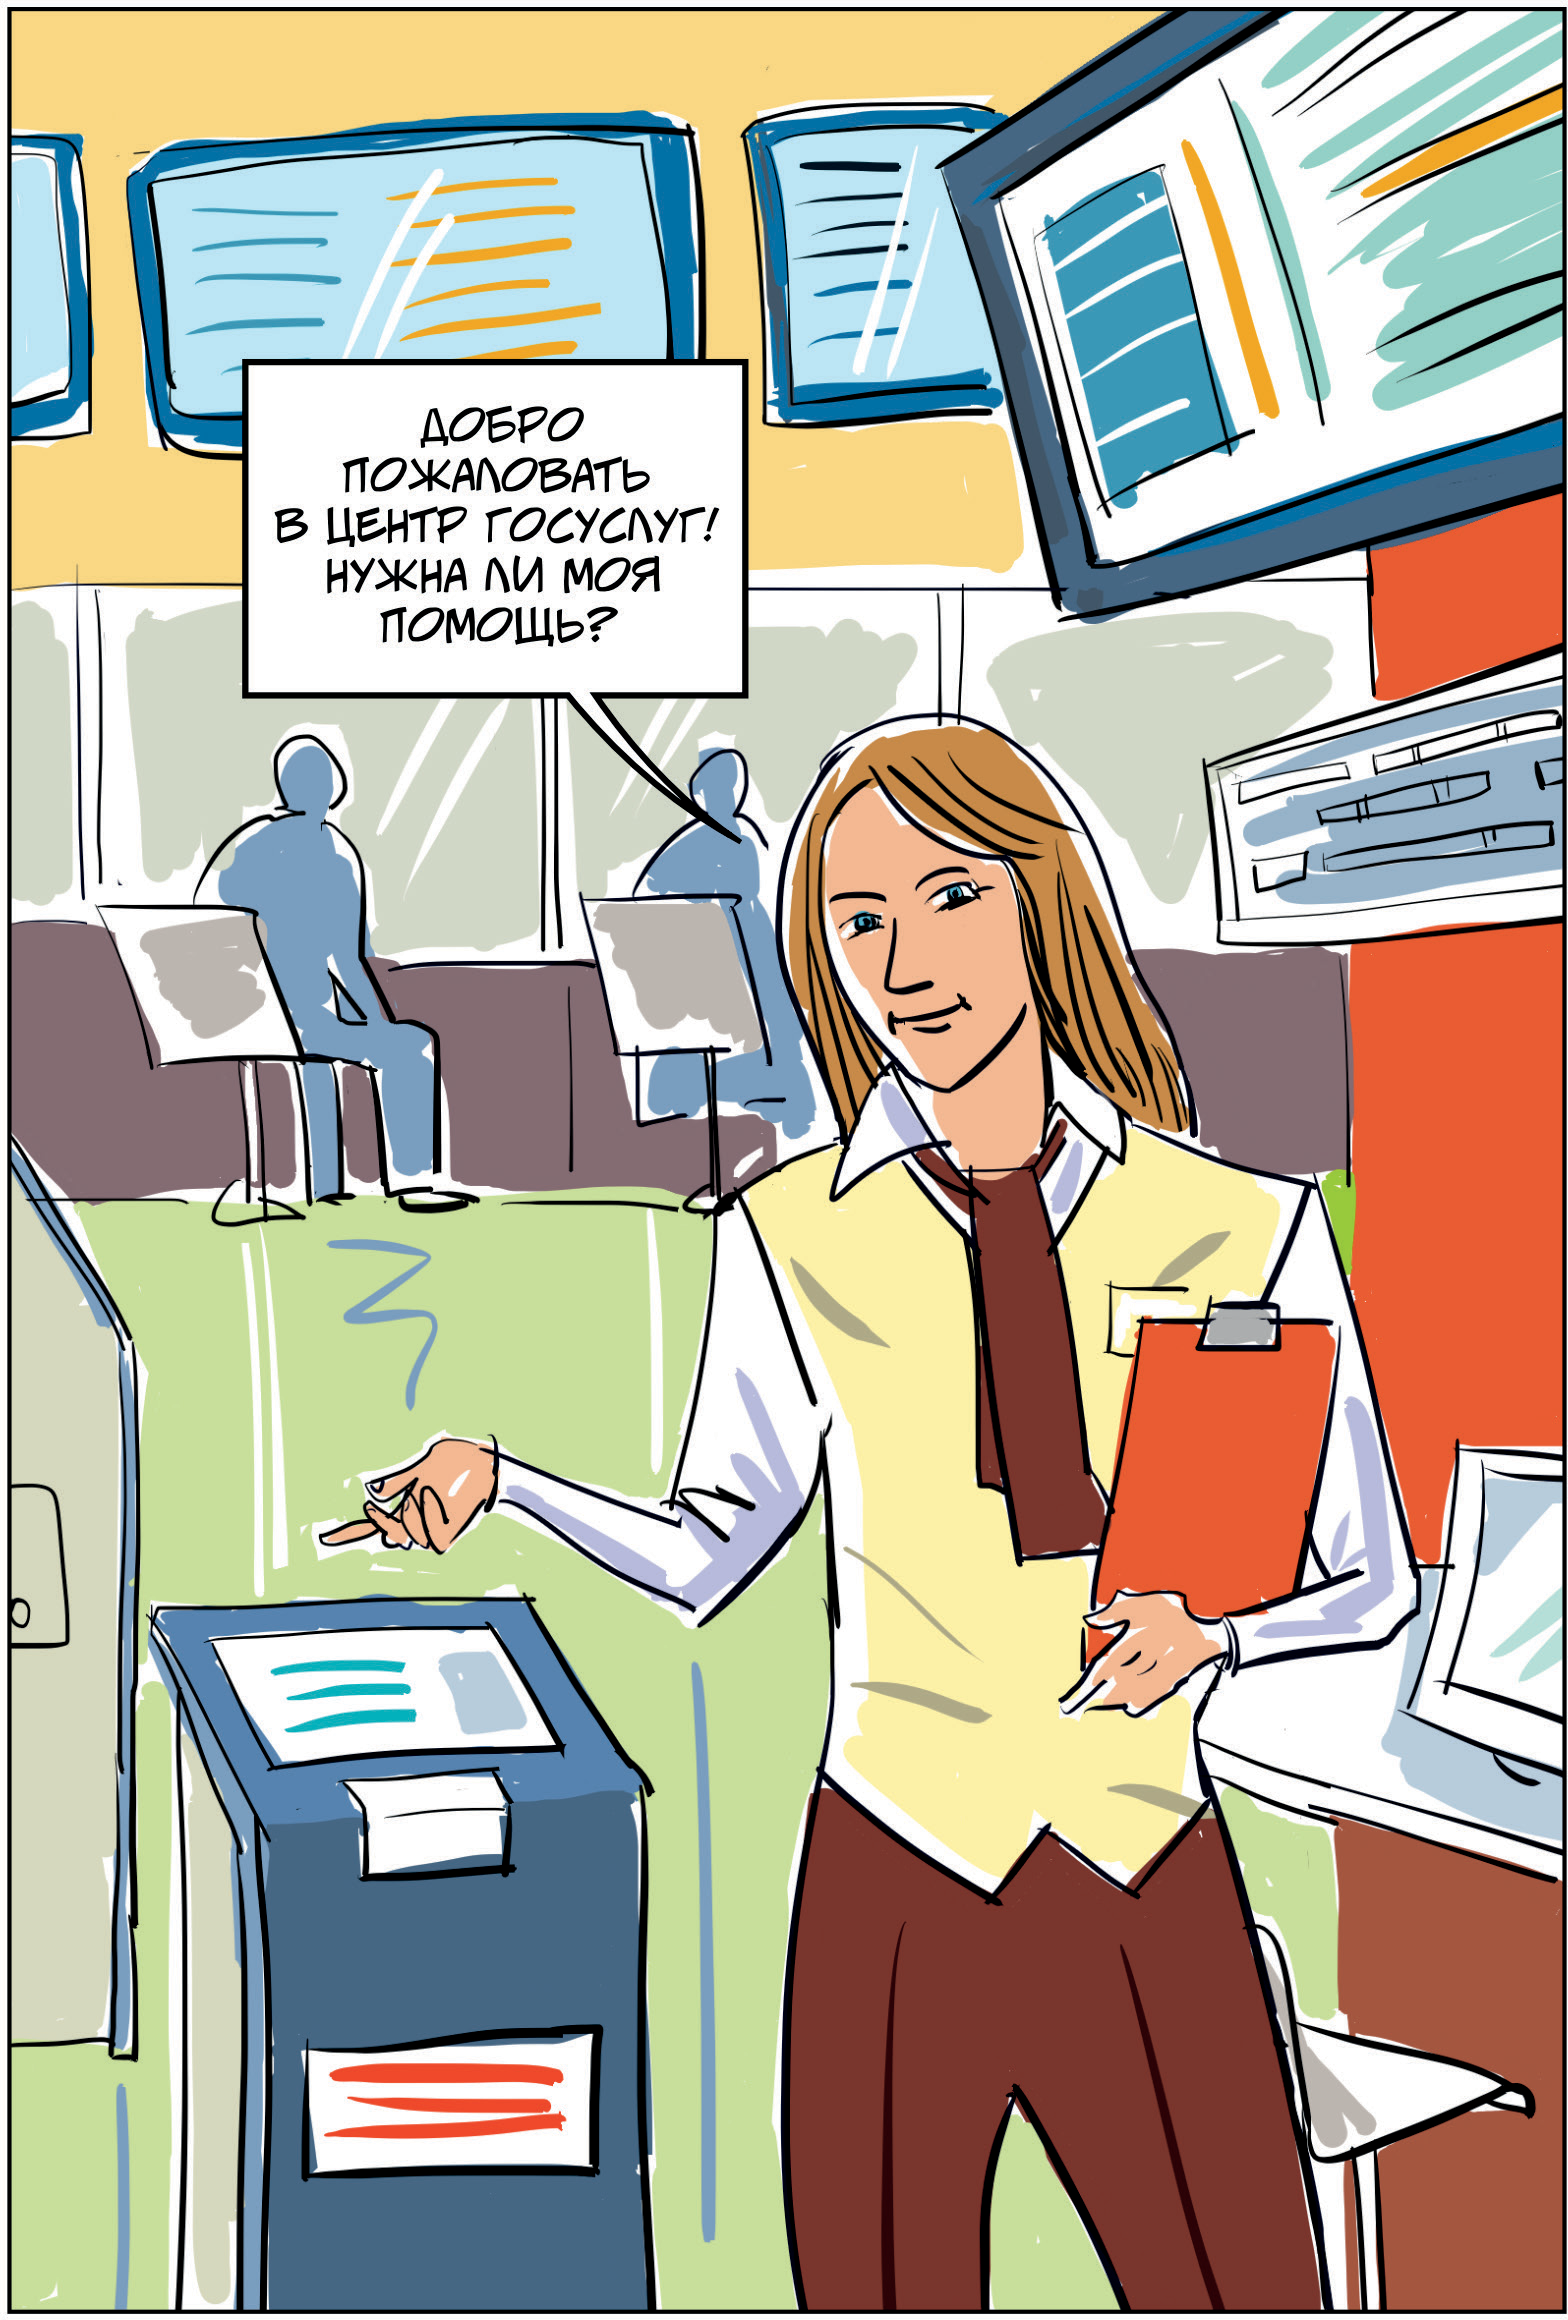 ДОБРО
ПОЖАЛОВАТЬ
В ЦЕНТР ГОСУСЛУГ!
НУЖНА ЛИ МОЯ
ПОМОЩЬ?